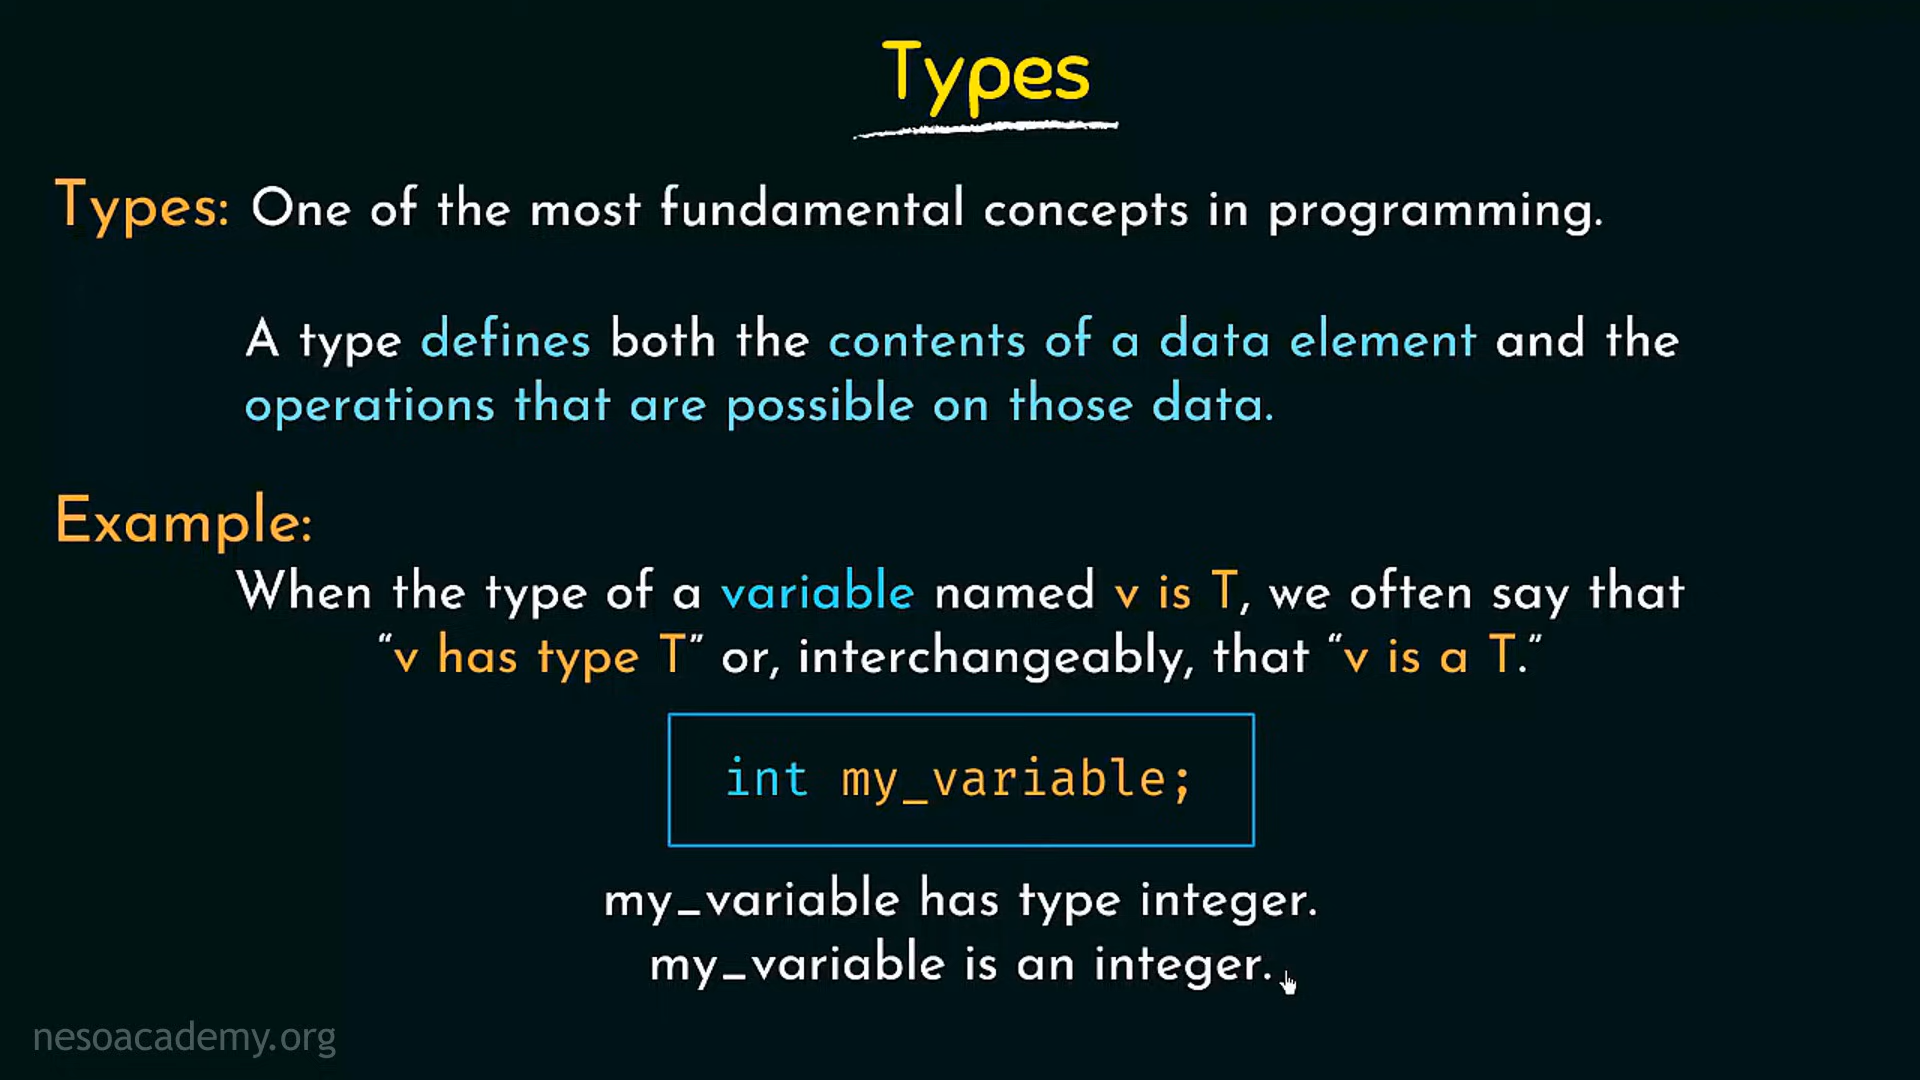 Types
Types: One of the most fundamental concepts in programming.
A type defines both the contents of a data element and the
operations that are possible on those data.
Example:
When the type of a variable named v is T, we often say that
“v has type T” or, interchangeably, that “v is a T.”
int my_variable;
my_variable has type integer.
my_variable is an integer.
nesoacademy.org